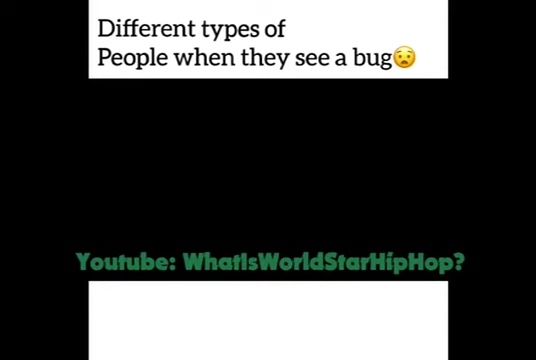 Different types of
People when they see a bug😧
Youtube: WhatIsWorldStarHipHop?